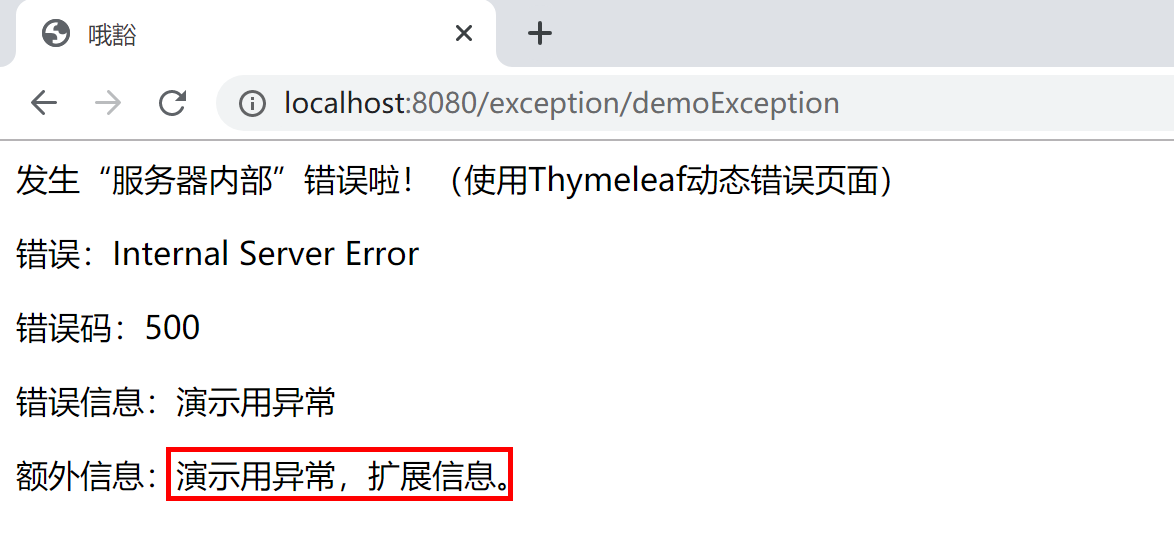 哦豁
localhost:8080/exception/demoException
发生“服务器内部”错误啦！（使用Thymeleaf动态错误页面）
错误：Internal Server Error
错误码：500
错误信息：演示用异常
额外信息：演示用异常，扩展信息。